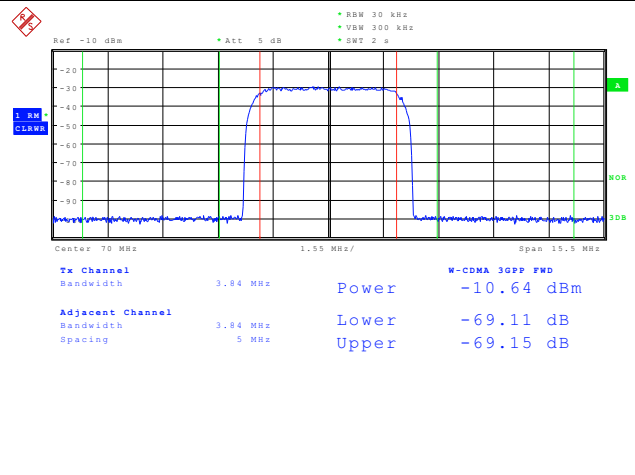 R S
* RBW 30 kHz
* VBW 300 kHz
Ref -10 dBm * Att 5 dB * SWT 2 s
-20
-30
A
-40
1 RM *
CLRWR
-50
-60
-70
-80
NOR
-90
3DB
Center 70 MHz 1.55 MHz/ Span 15.5 MHz
Tx Channel W-CDMA 3GPP FWD
Bandwidth 3.84 MHz Power -10.64 dBm
Adjacent Channel
Bandwidth 3.84 MHz Lower -69.11 dB
Spacing 5 MHz Upper -69.15 dB